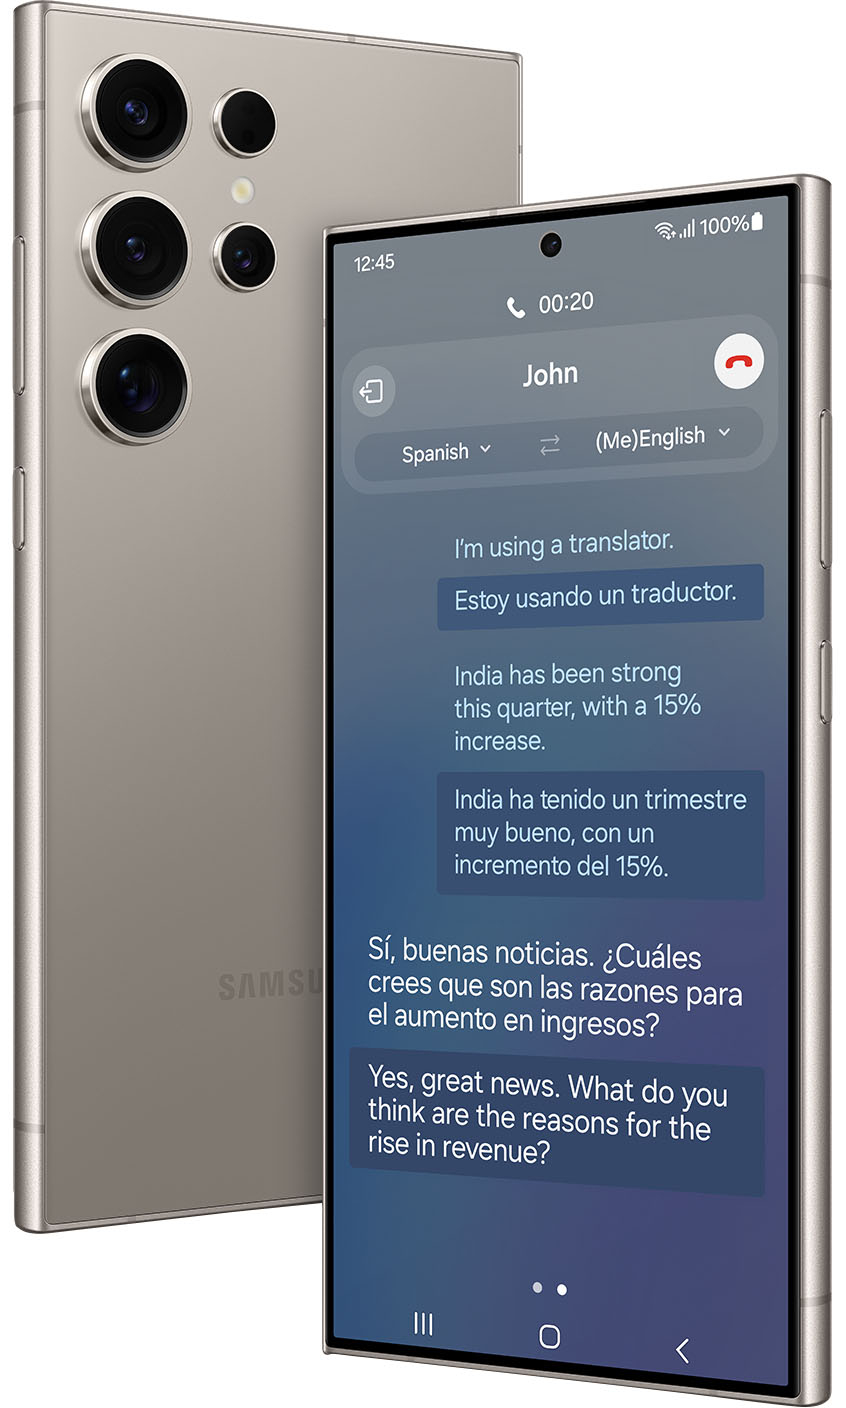 SAMSU
12:45
100%
00:20
John
Spanish
(Me)English
I'm using a translator.
Estoy usando un traductor.
India has been strong
this quarter, with a 15%
increase.
India ha tenido un trimestre
muy bueno, con un
incremento del 15%.
Sí, buenas noticias. ¿Cuáles
crees que son las razones para
el aumento en ingresos?
Yes, great news. What do you
think are the reasons for the
rise in revenue?